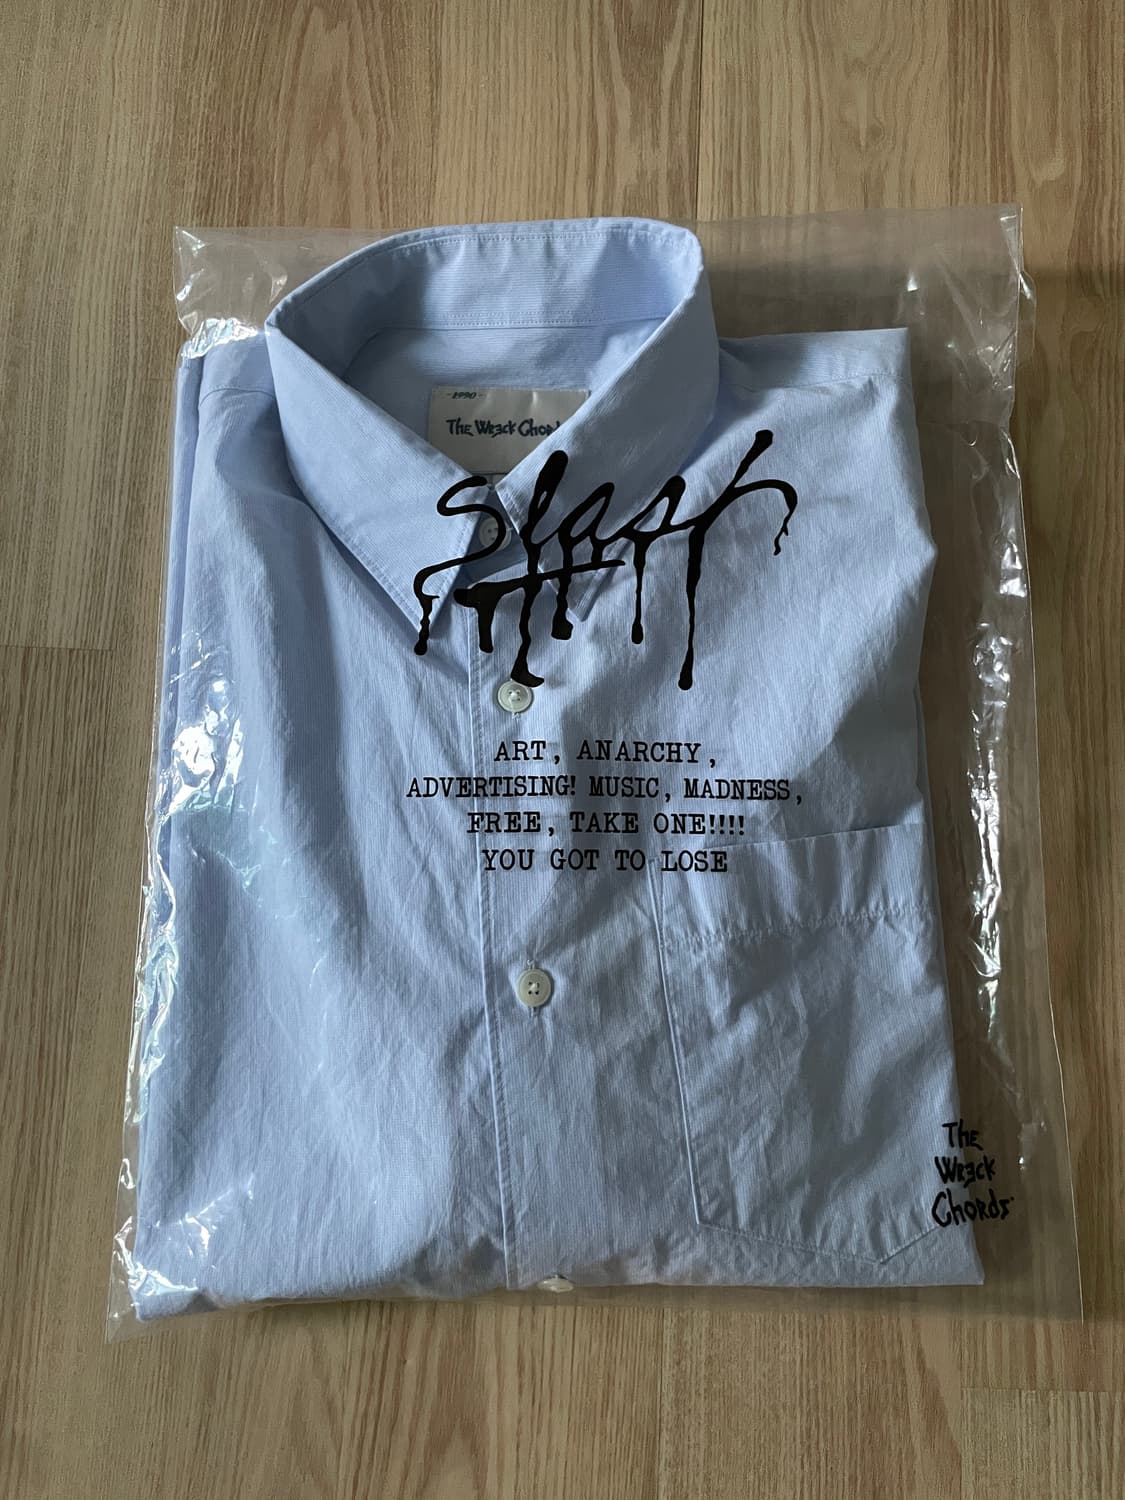 -1990-
The Wreck Chords
Slash
ART, ANARCHY,
ADVERTISING! MUSIC, MADNESS,
FREE, TAKE ONE!!!!
YOU GOT TO LOSE
The
Wreck
Chords